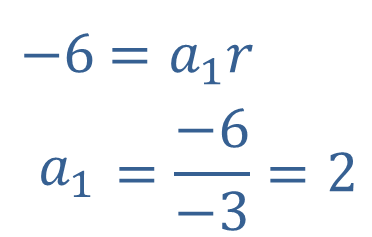 −6 = a₁r
a₁ = −6/−3 = 2